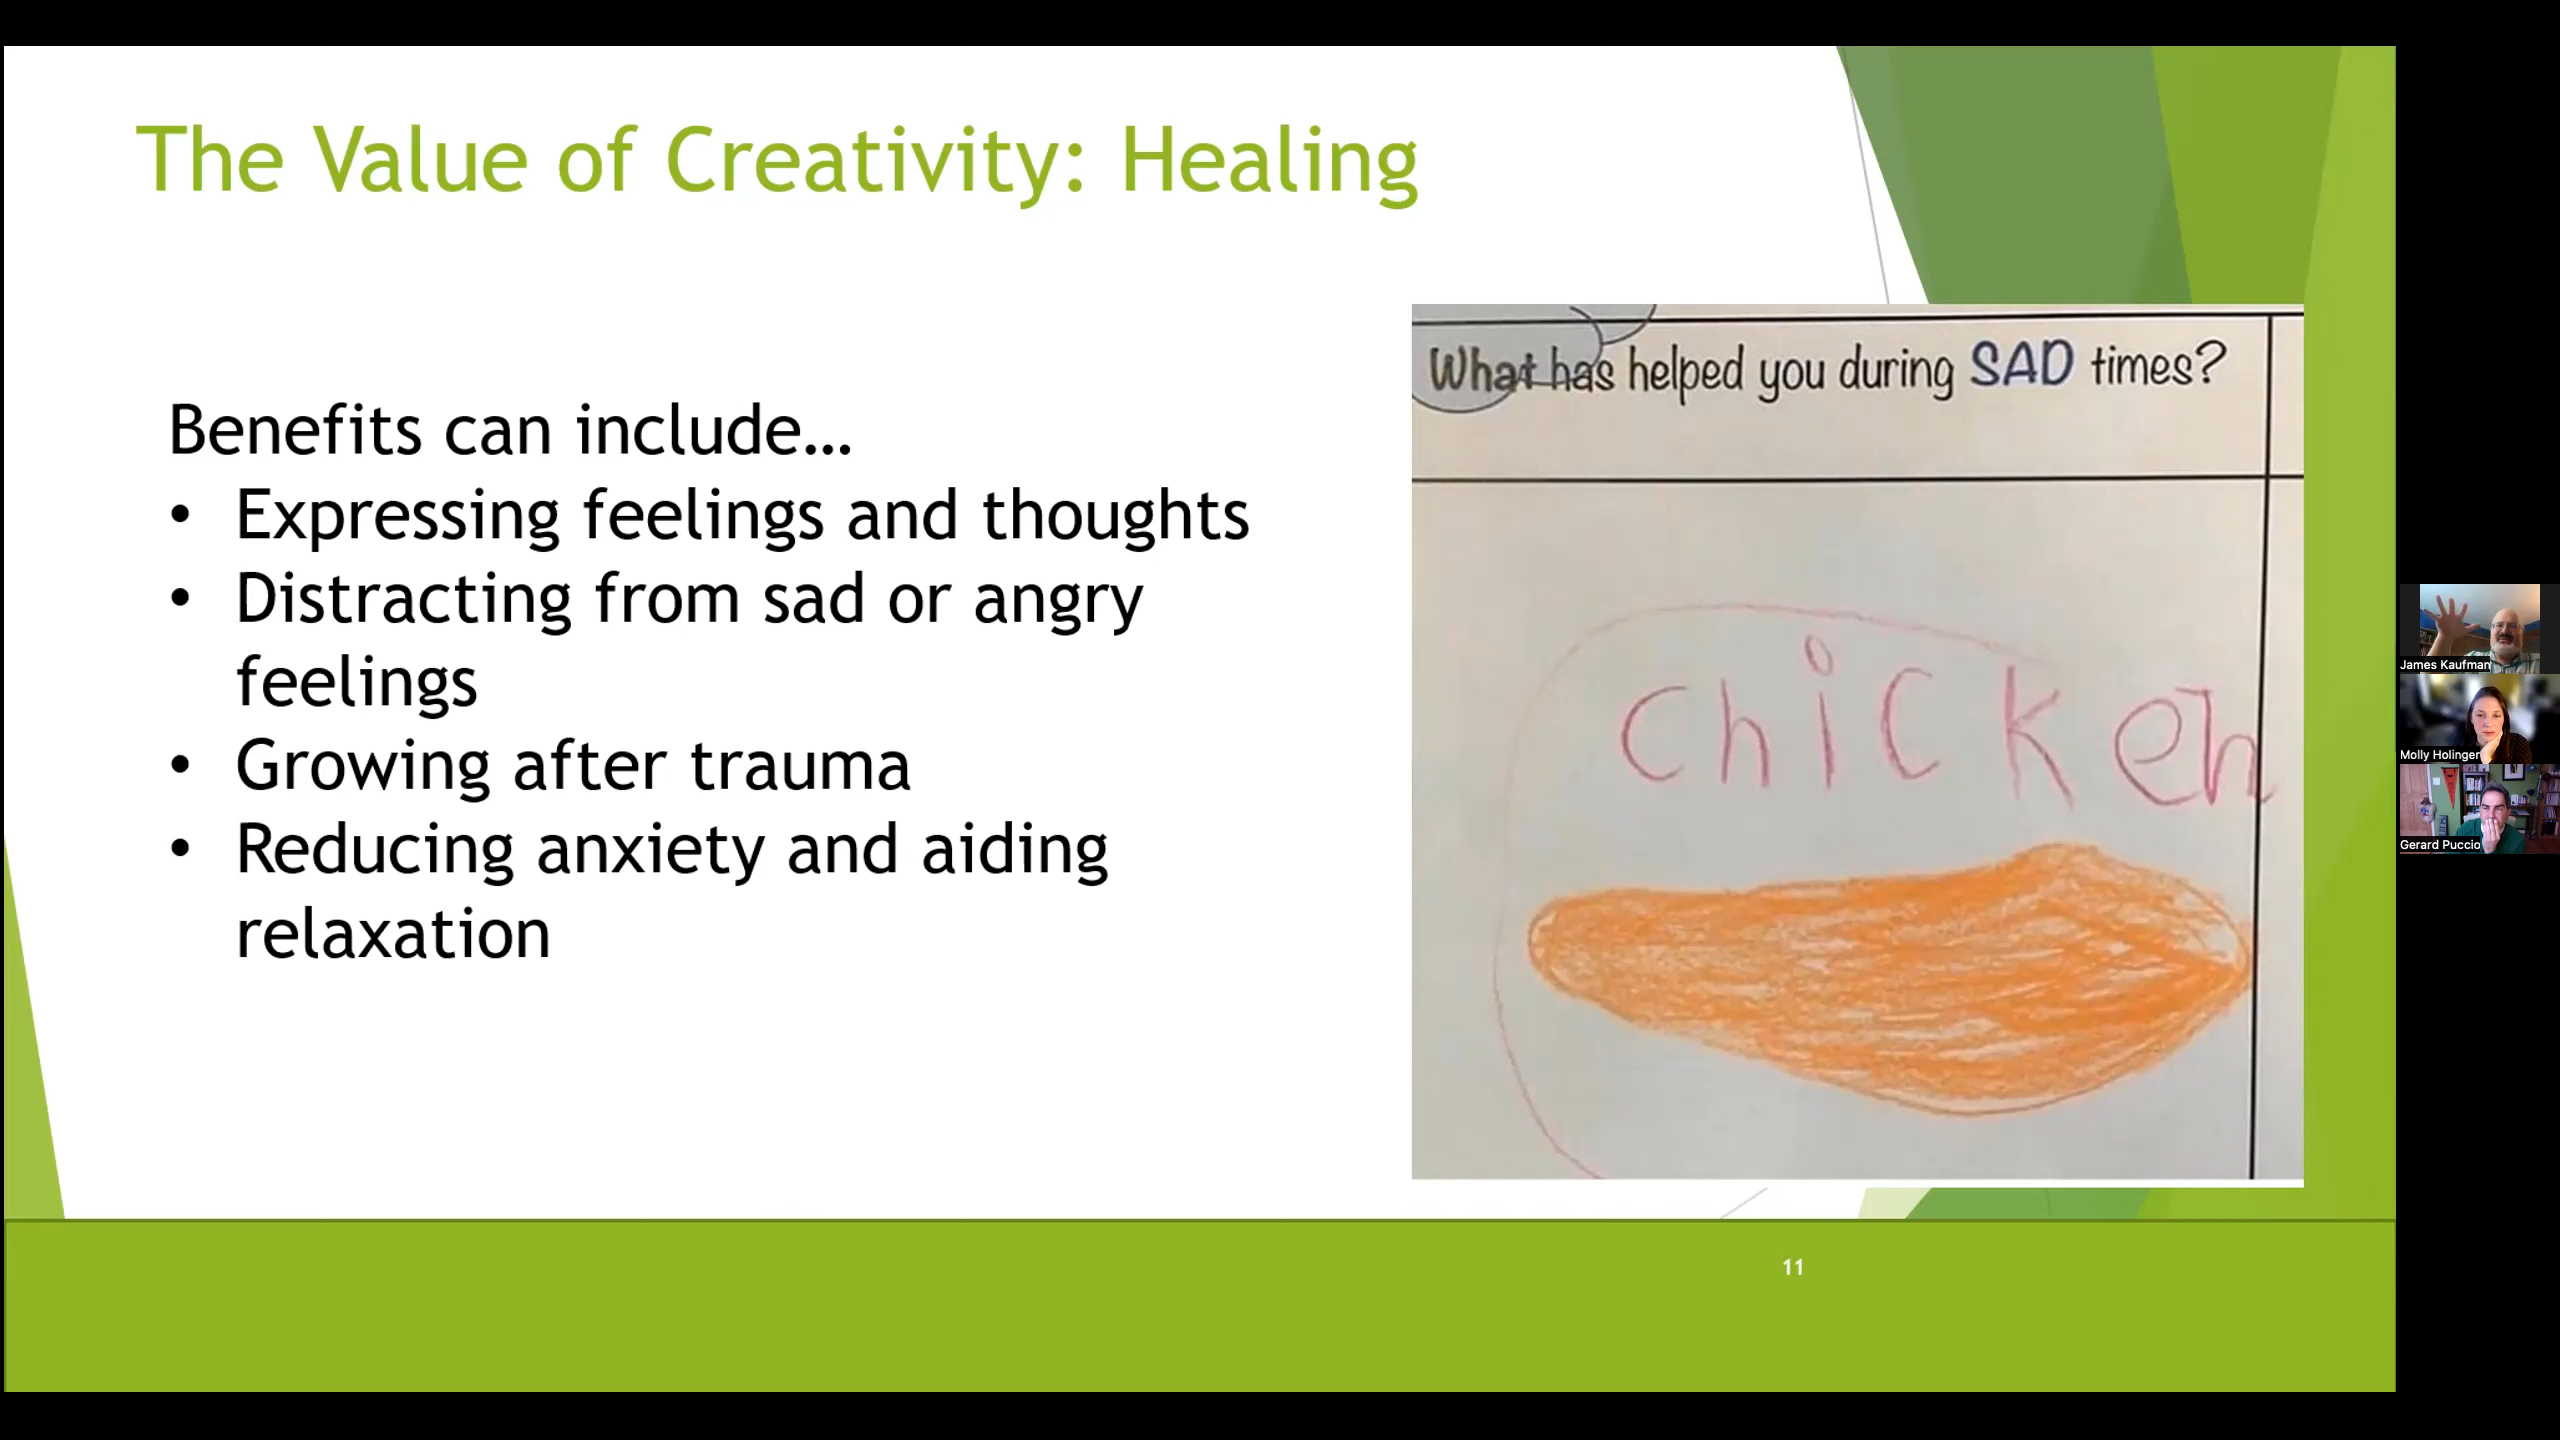 The Value of Creativity: Healing
Benefits can include…
• Expressing feelings and thoughts
• Distracting from sad or angry
feelings
• Growing after trauma
• Reducing anxiety and aiding
relaxation
What has helped you during SAD times?
chicken
11
James Kaufman
Molly Holinger
Gerard Puccio